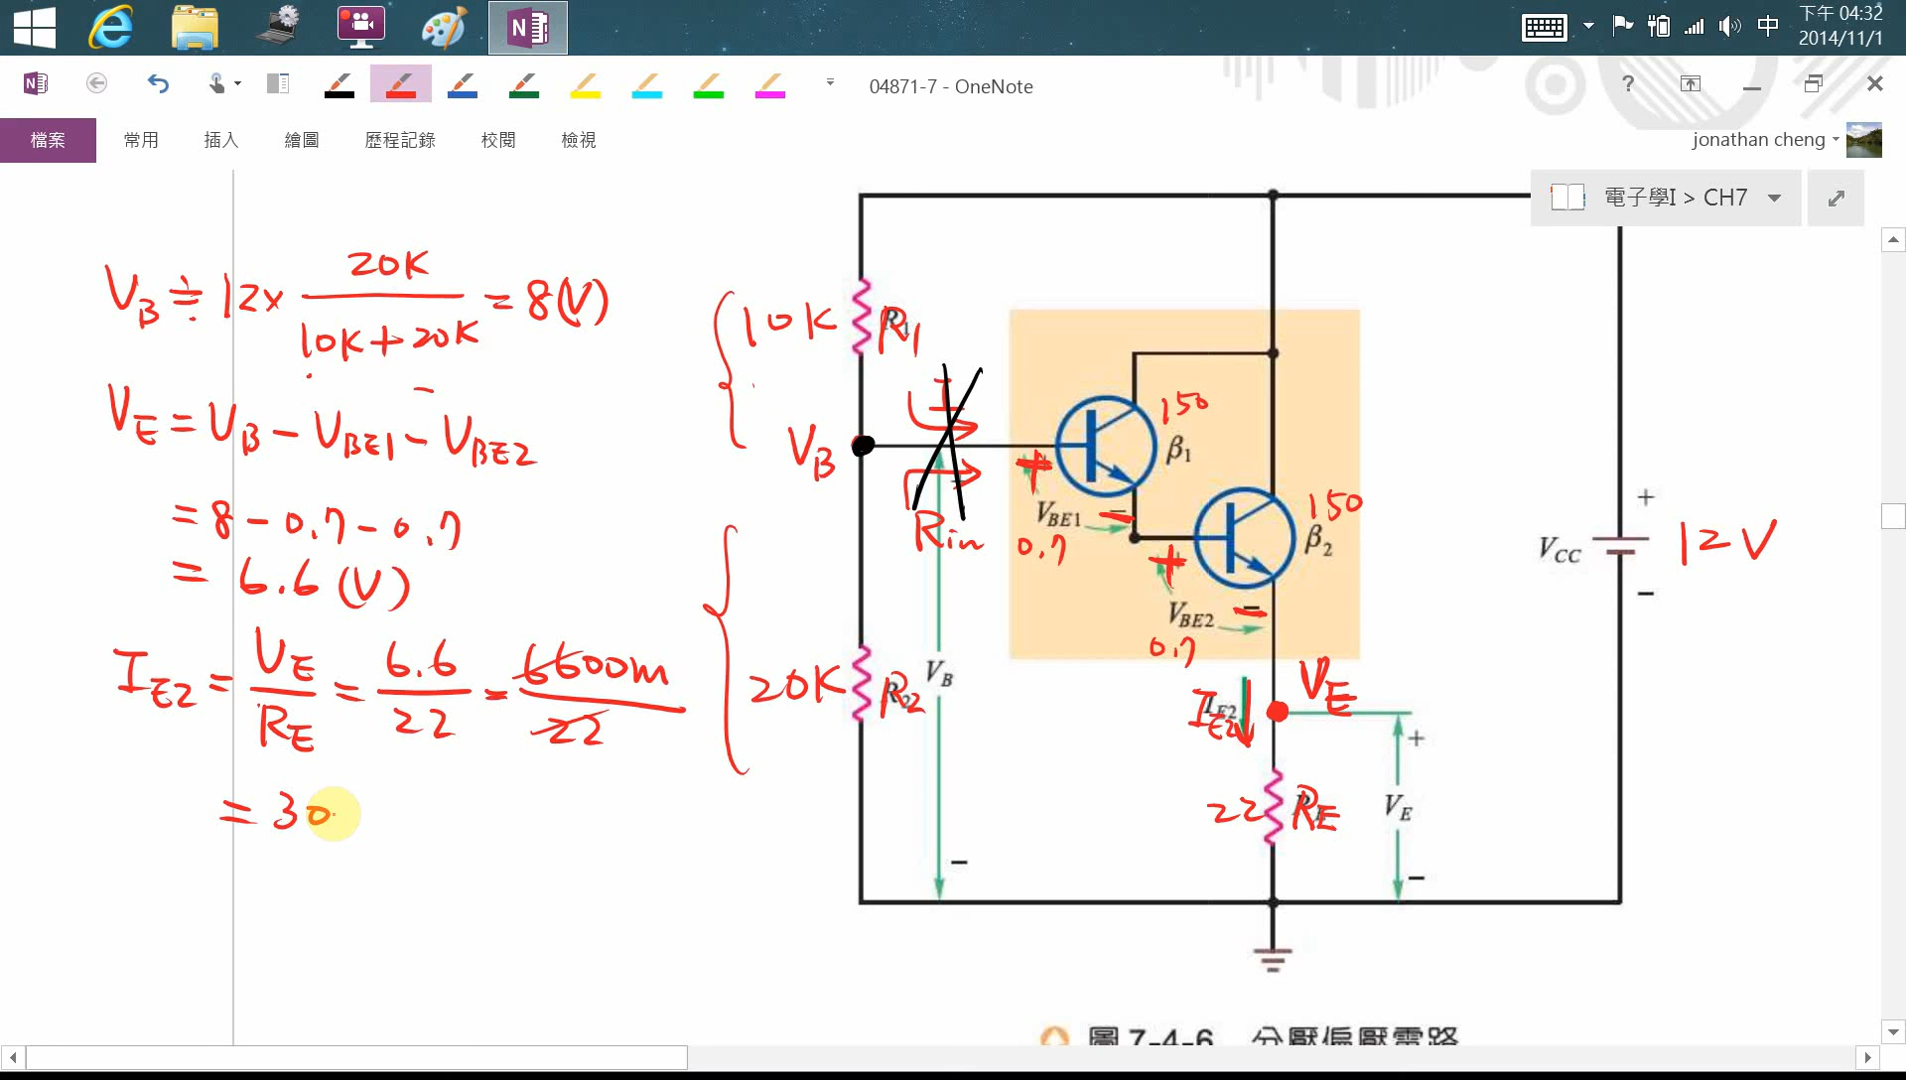 下午 04:32
中
2014/11/1
04871-7 - OneNote
?
檔案 常用 插入 繪圖 歷程記錄 校閱 檢視
jonathan cheng
電子學I > CH7
V_B ≑ 12× 20K / (10K+20K) = 8(V)
V_E = V_B - V_BE1 - V_BE2
= 8 - 0.7 - 0.7
= 6.6 (V)
I_E2 = V_E / R_E = 6.6 / 22 = 6600m / 22
= 30
10K R1
V_B
I
Rin
+
V_BE1 -
0.7
150
β1
150
β2
+
V_BE2 -
0.7
20K R2
V_B
-
I_E2
V_E
22 R_E
+
V_E
-
+
V_CC 12V
-
圖 7-4-6 分壓偏壓電路